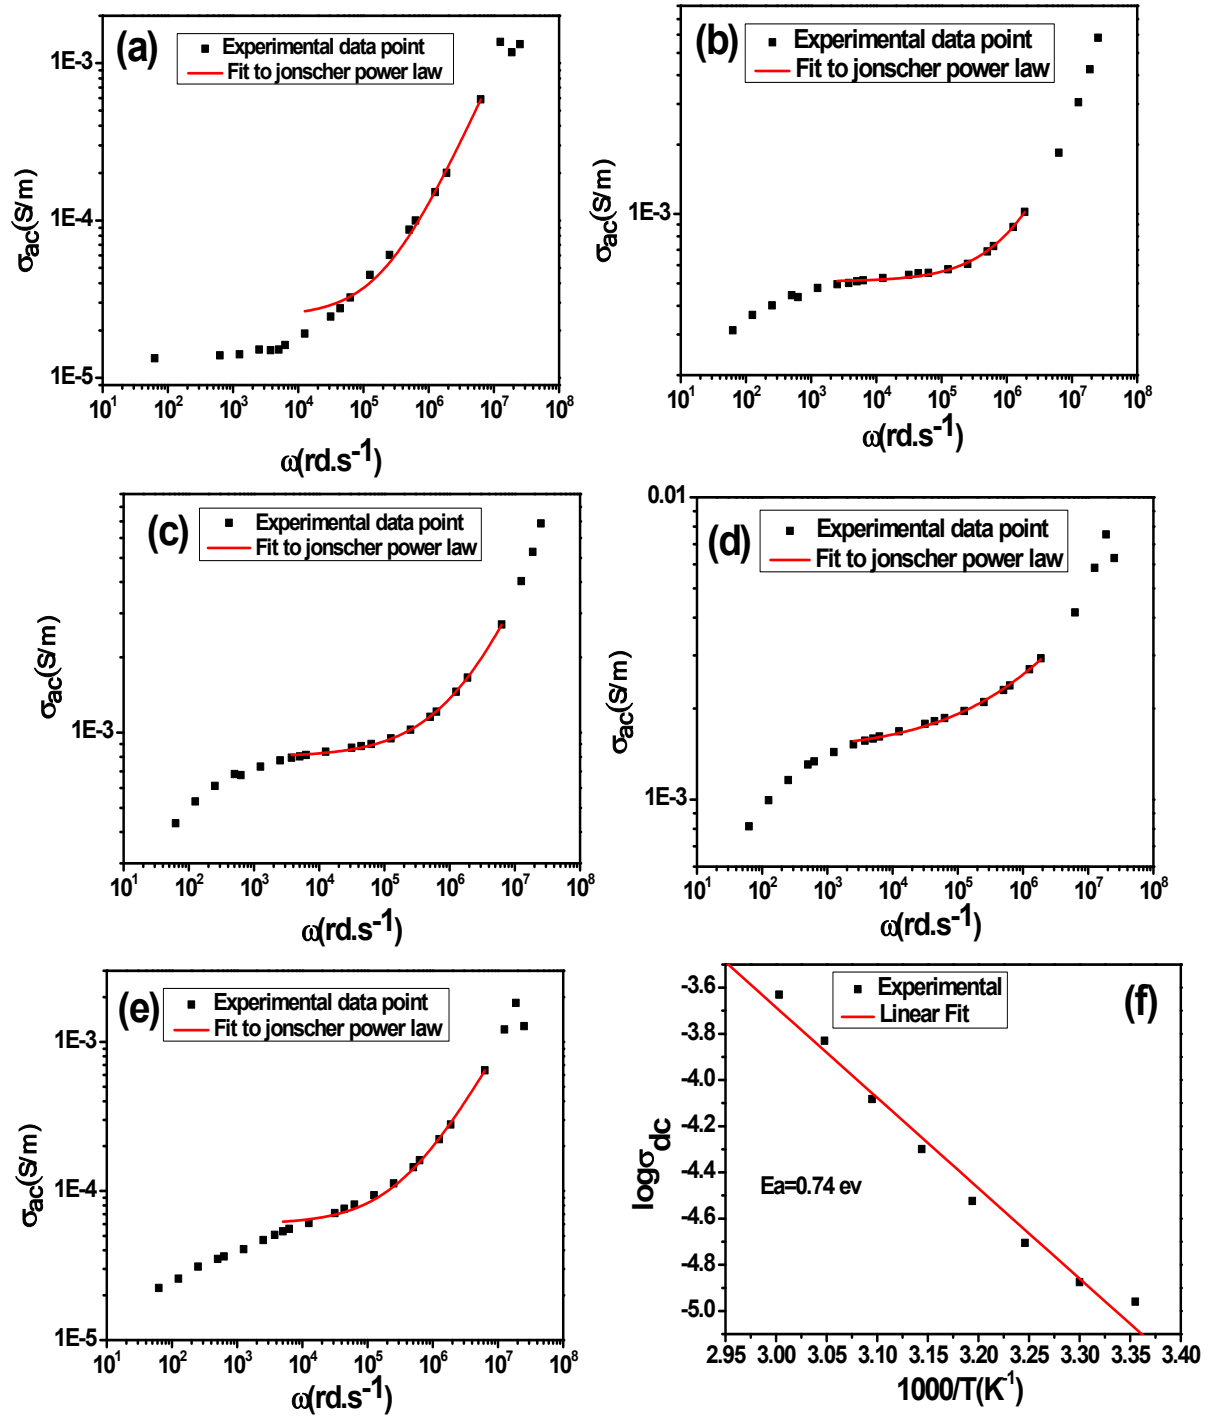 (a)
Experimental data point
Fit to jonscher power law
1E-3
1E-4
1E-5
σac(S/m)
10^1 10^2 10^3 10^4 10^5 10^6 10^7 10^8
ω(rd.s^-1)
(b)
Experimental data point
Fit to jonscher power law
1E-3
σac(S/m)
10^1 10^2 10^3 10^4 10^5 10^6 10^7 10^8
ω(rd.s^-1)
(c)
Experimental data point
Fit to jonscher power law
1E-3
σac(S/m)
10^1 10^2 10^3 10^4 10^5 10^6 10^7 10^8
ω(rd.s^-1)
(d)
Experimental data point
Fit to jonscher power law
0.01
1E-3
σac(S/m)
10^1 10^2 10^3 10^4 10^5 10^6 10^7 10^8
ω(rd.s^-1)
(e)
Experimental data point
Fit to jonscher power law
1E-3
1E-4
1E-5
σac(S/m)
10^1 10^2 10^3 10^4 10^5 10^6 10^7 10^8
ω(rd.s^-1)
(f)
Experimental
Linear Fit
-3.6
-3.8
-4.0
-4.2
-4.4
-4.6
-4.8
-5.0
logσdc
Ea=0.74 ev
2.95 3.00 3.05 3.10 3.15 3.20 3.25 3.30 3.35 3.40
1000/T(K^-1)